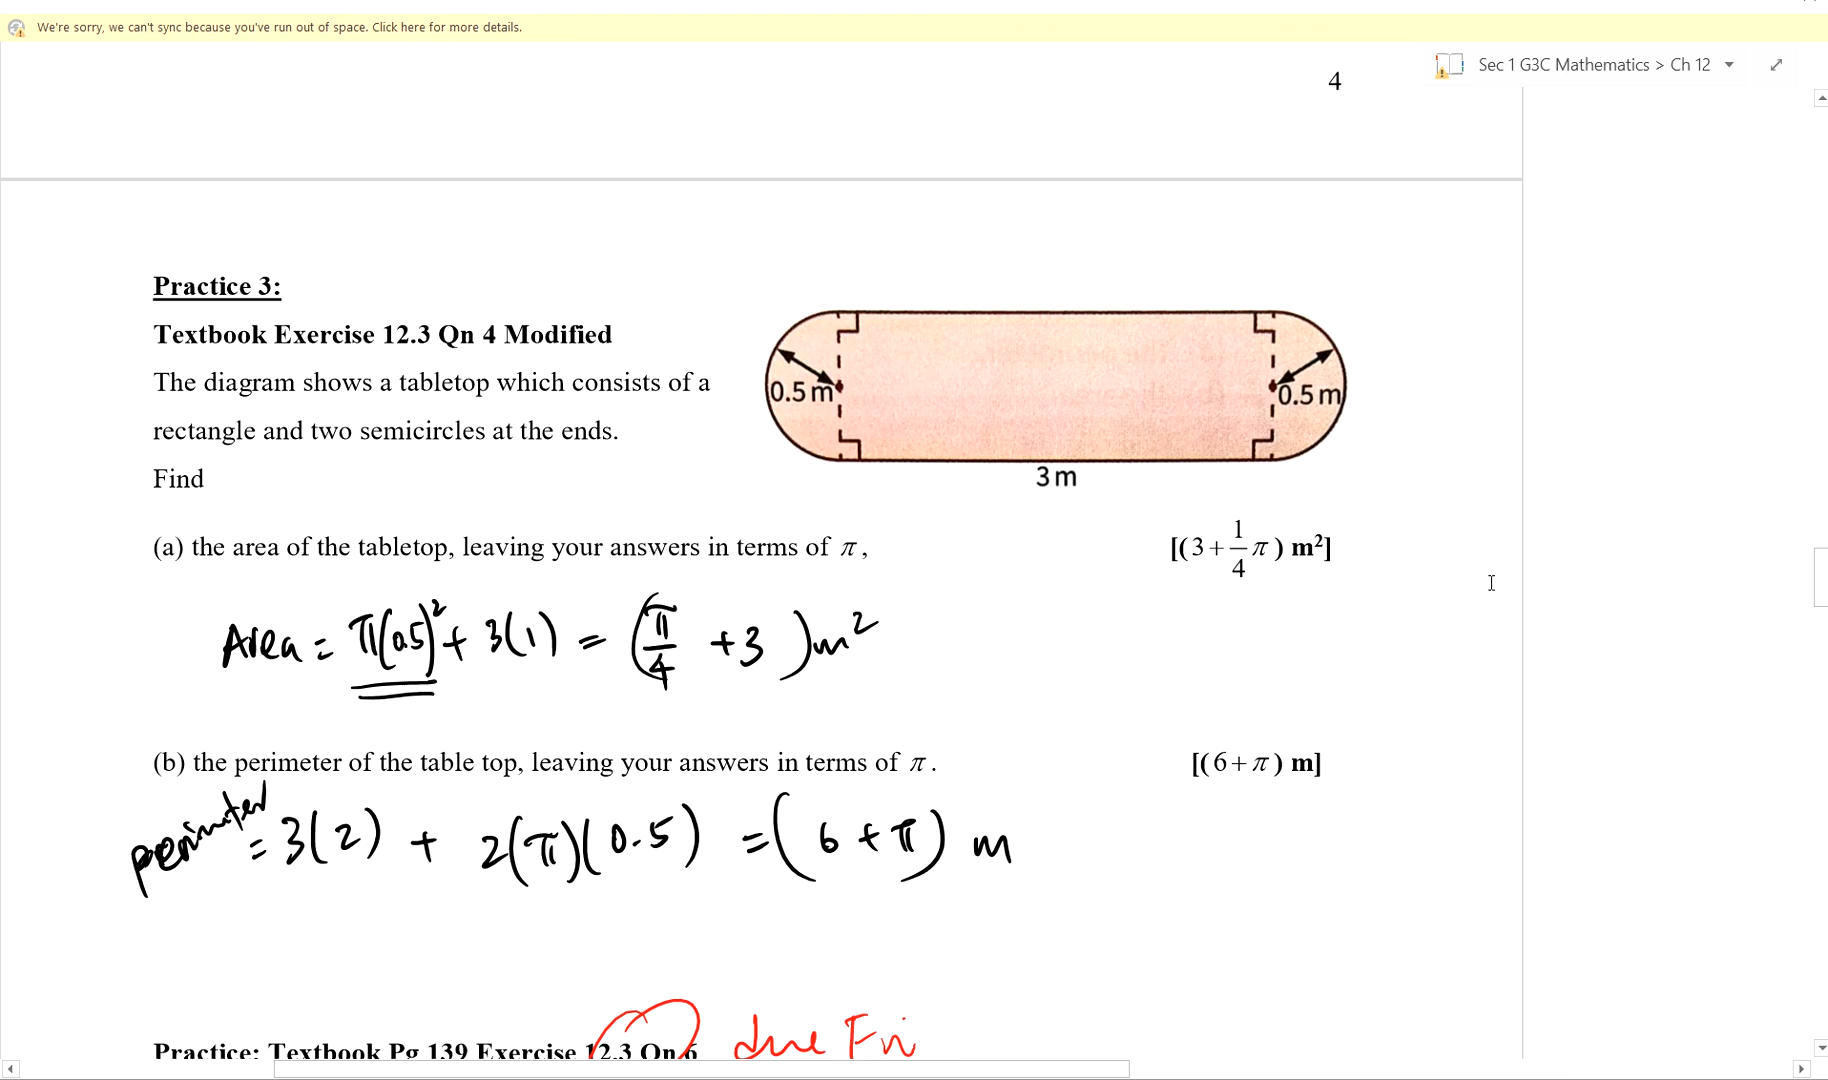 We're sorry, we can't sync because you've run out of space. Click here for more details.
Sec 1 G3C Mathematics > Ch 12
4
Practice 3:
Textbook Exercise 12.3 Qn 4 Modified
The diagram shows a tabletop which consists of a
rectangle and two semicircles at the ends.
Find
0.5 m
0.5 m
3 m
(a) the area of the tabletop, leaving your answers in terms of π, [(3 + 1/4 π) m²]
Area = π(0.5)² + 3(1) = (π/4 + 3) m²
(b) the perimeter of the table top, leaving your answers in terms of π. [(6 + π) m]
perimeter = 3(2) + 2(π)(0.5) = (6 + π) m
Practice: Textbook Pg 139 Exercise 12.3 Qn 6
due Fri